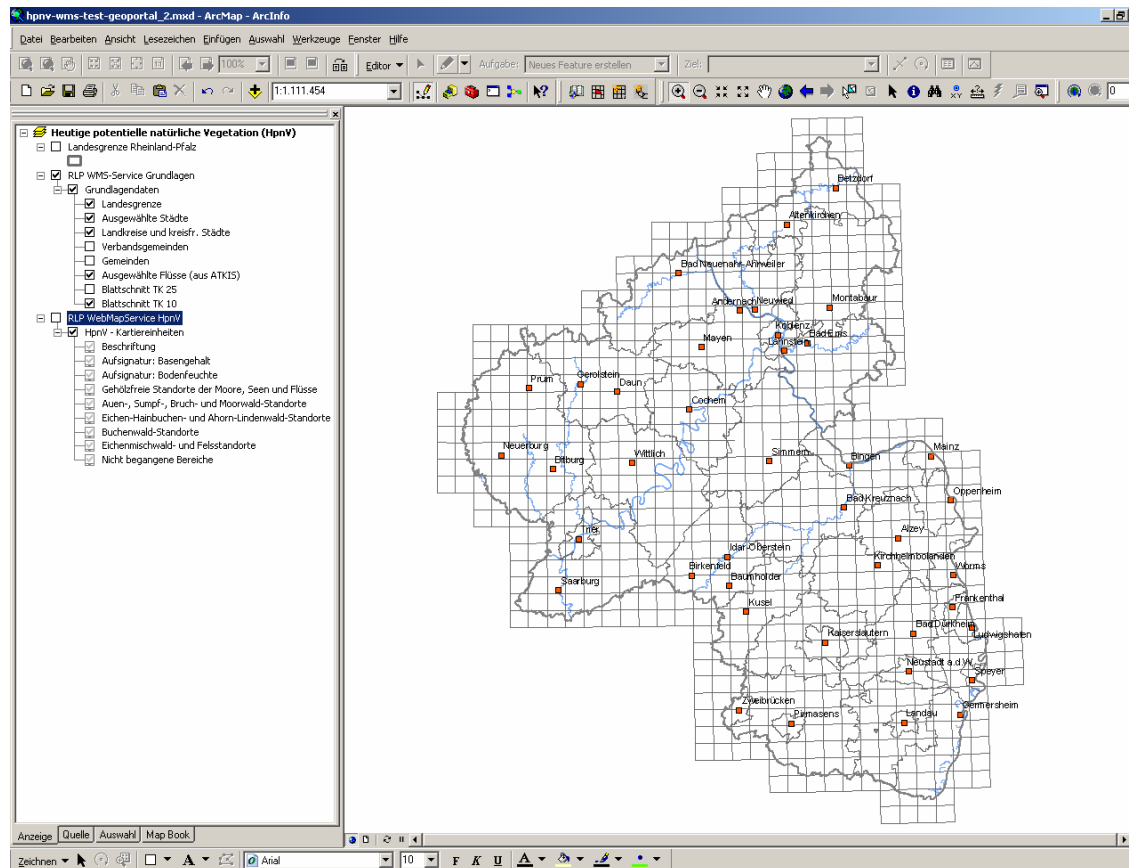 hpnv-wms-test-geoportal_2.mxd - ArcMap - ArcInfo
Datei Bearbeiten Ansicht Lesezeichen Einfügen Auswahl Werkzeuge Fenster Hilfe
100% Editor Aufgabe: Neues Feature erstellen Ziel:
1:1.111.454 0
Heutige potentielle natürliche Vegetation (HpnV)
Landesgrenze Rheinland-Pfalz
RLP WMS-Service Grundlagen
Grundlagendaten
Landesgrenze
Ausgewählte Städte
Landkreise und kreisfr. Städte
Verbandsgemeinden
Gemeinden
Ausgewählte Flüsse (aus ATKIS)
Blattschnitt TK 25
Blattschnitt TK 10
RLP WebMapService HpnV
HpnV - Kartiereinheiten
Beschriftung
Aufsignatur: Basengehalt
Aufsignatur: Bodenfeuchte
Gehölzfreie Standorte der Moore, Seen und Flüsse
Auen-, Sumpf-, Bruch- und Moorwald-Standorte
Eichen-Hainbuchen- und Ahorn-Lindenwald-Standorte
Buchenwald-Standorte
Eichenmischwald- und Felsstandorte
Nicht begangene Bereiche
Betzdorf
Altenkirchen
Bad Neuenahr-Ahrweiler
Andernach Neuwied Montabaur
Koblenz
Mayen Lahnstein Bad Ems
Prüm Gerolstein Daun
Cochem
Neuerburg Bitburg Wittlich Simmern Bingen Mainz
Bad Kreuznach Oppenheim
Trier Alzey
Idar-Oberstein Kirchheimbolanden
Saarburg Birkenfeld Baumholder Worms
Kusel Frankenthal
Kaiserslautern Bad Dürkheim Ludwigshafen
Neustadt a.d.W. Speyer
Zweibrücken Pirmasens Landau Germersheim
Anzeige Quelle Auswahl Map Book
Zeichnen A Arial 10 F K U A